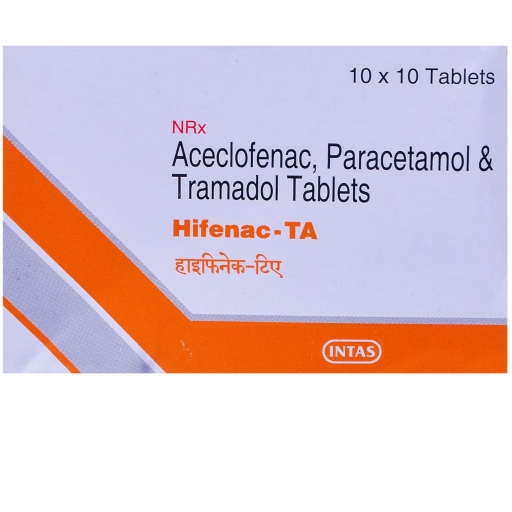 10 x 10 Tablets
NRx
Aceclofenac, Paracetamol &
Tramadol Tablets
Hifenac-TA
हाइफिनेक-टिए
INTAS